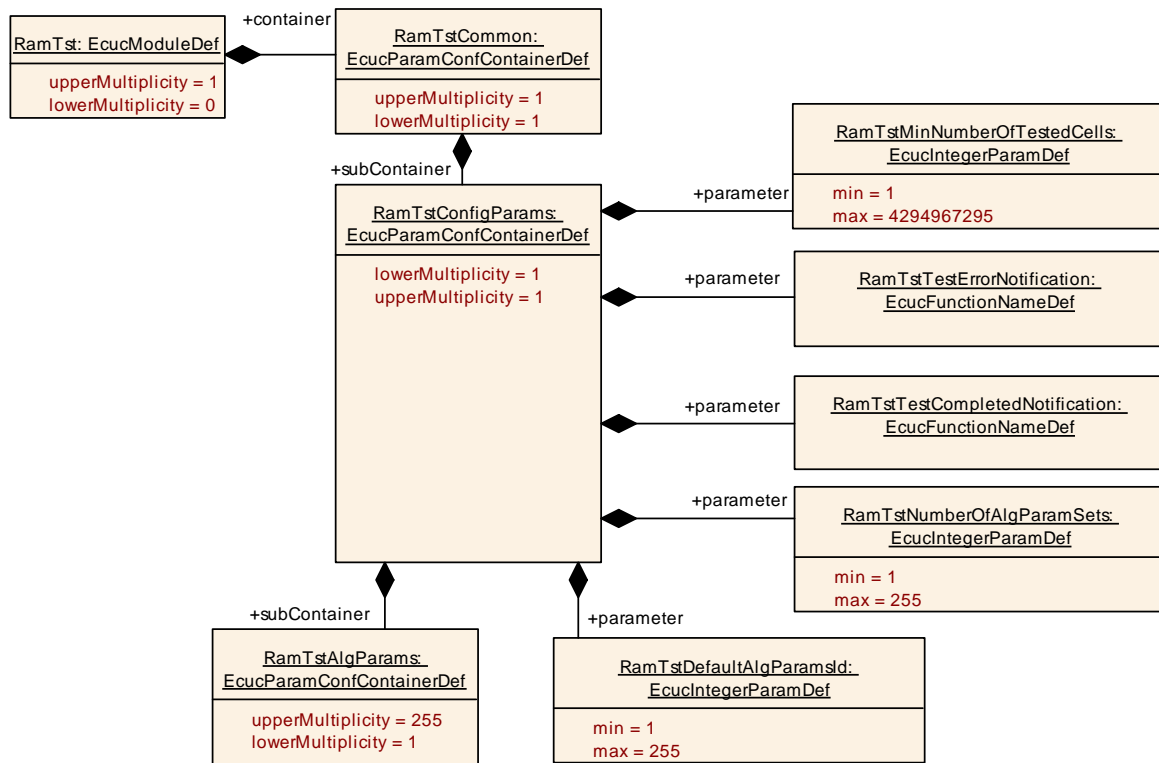 +container
RamTst: EcucModuleDef
upperMultiplicity = 1
lowerMultiplicity = 0
RamTstCommon:
EcucParamConfContainerDef
upperMultiplicity = 1
lowerMultiplicity = 1
+subContainer
RamTstConfigParams:
EcucParamConfContainerDef
lowerMultiplicity = 1
upperMultiplicity = 1
+parameter
RamTstMinNumberOfTestedCells:
EcucIntegerParamDef
min = 1
max = 4294967295
+parameter
RamTstTestErrorNotification:
EcucFunctionNameDef
+parameter
RamTstTestCompletedNotification:
EcucFunctionNameDef
+parameter
RamTstNumberOfAlgParamSets:
EcucIntegerParamDef
min = 1
max = 255
+subContainer
RamTstAlgParams:
EcucParamConfContainerDef
upperMultiplicity = 255
lowerMultiplicity = 1
+parameter
RamTstDefaultAlgParamsId:
EcucIntegerParamDef
min = 1
max = 255